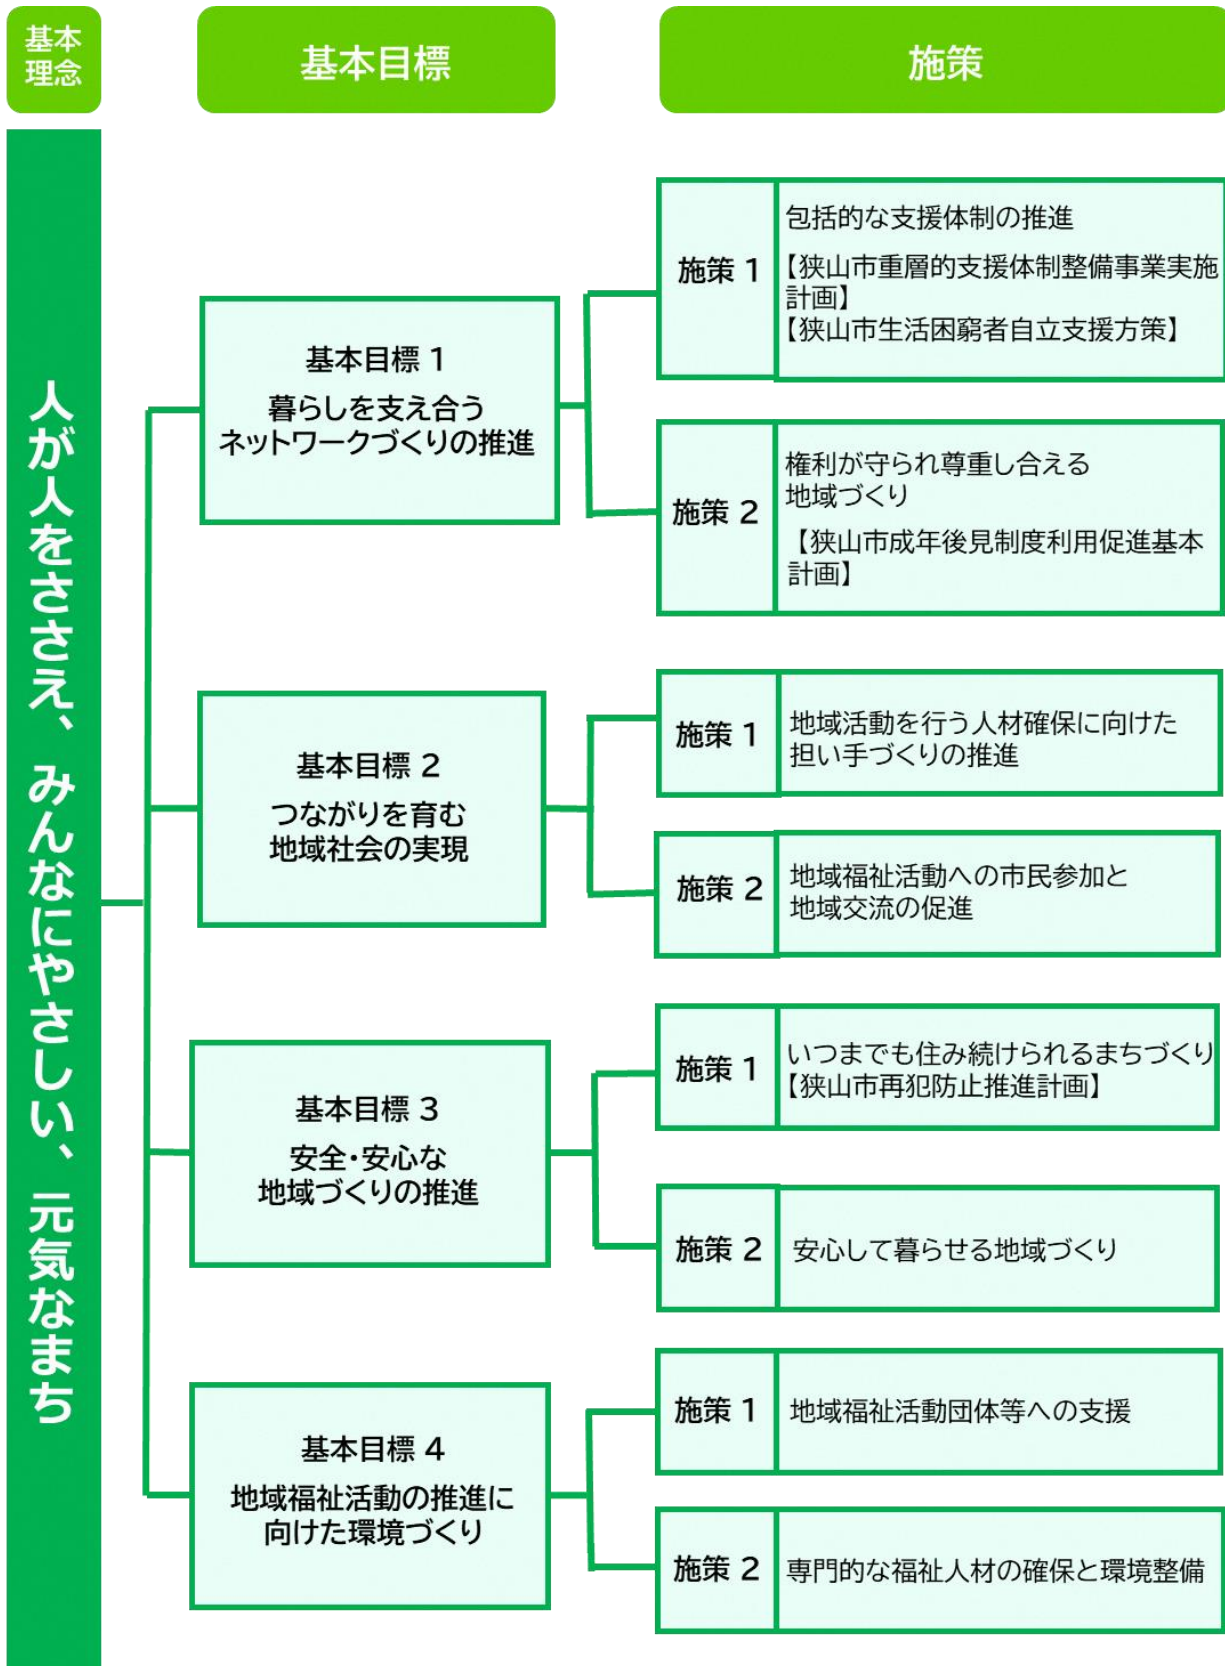 基本
理念
基本目標
施策
人が人をささえ、みんなにやさしい、元気なまち
基本目標 1
暮らしを支え合う
ネットワークづくりの推進
施策 1
包括的な支援体制の推進
【狭山市重層的支援体制整備事業実施
計画】
【狭山市生活困窮者自立支援方策】
施策 2
権利が守られ尊重し合える
地域づくり
【狭山市成年後見制度利用促進基本
計画】
基本目標 2
つながりを育む
地域社会の実現
施策 1
地域活動を行う人材確保に向けた
担い手づくりの推進
施策 2
地域福祉活動への市民参加と
地域交流の促進
基本目標 3
安全・安心な
地域づくりの推進
施策 1
いつまでも住み続けられるまちづくり
【狭山市再犯防止推進計画】
施策 2
安心して暮らせる地域づくり
基本目標 4
地域福祉活動の推進に
向けた環境づくり
施策 1
地域福祉活動団体等への支援
施策 2
専門的な福祉人材の確保と環境整備